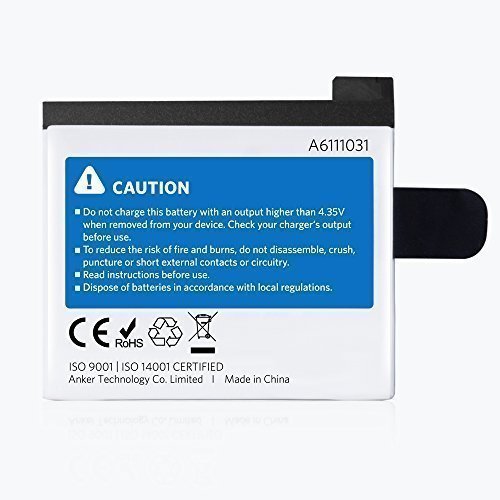 A6111031
CAUTION
▪ Do not charge this battery with an output higher than 4.35V
when removed from your device. Check your charger's output
before use.
▪ To reduce the risk of fire and burns, do not disassemble, crush,
puncture or short external contacts or circuitry.
▪ Read instructions before use.
▪ Dispose of batteries in accordance with local regulations.
CE RoHS
ISO 9001 | ISO 14001 CERTIFIED
Anker Technology Co. Limited | Made in China